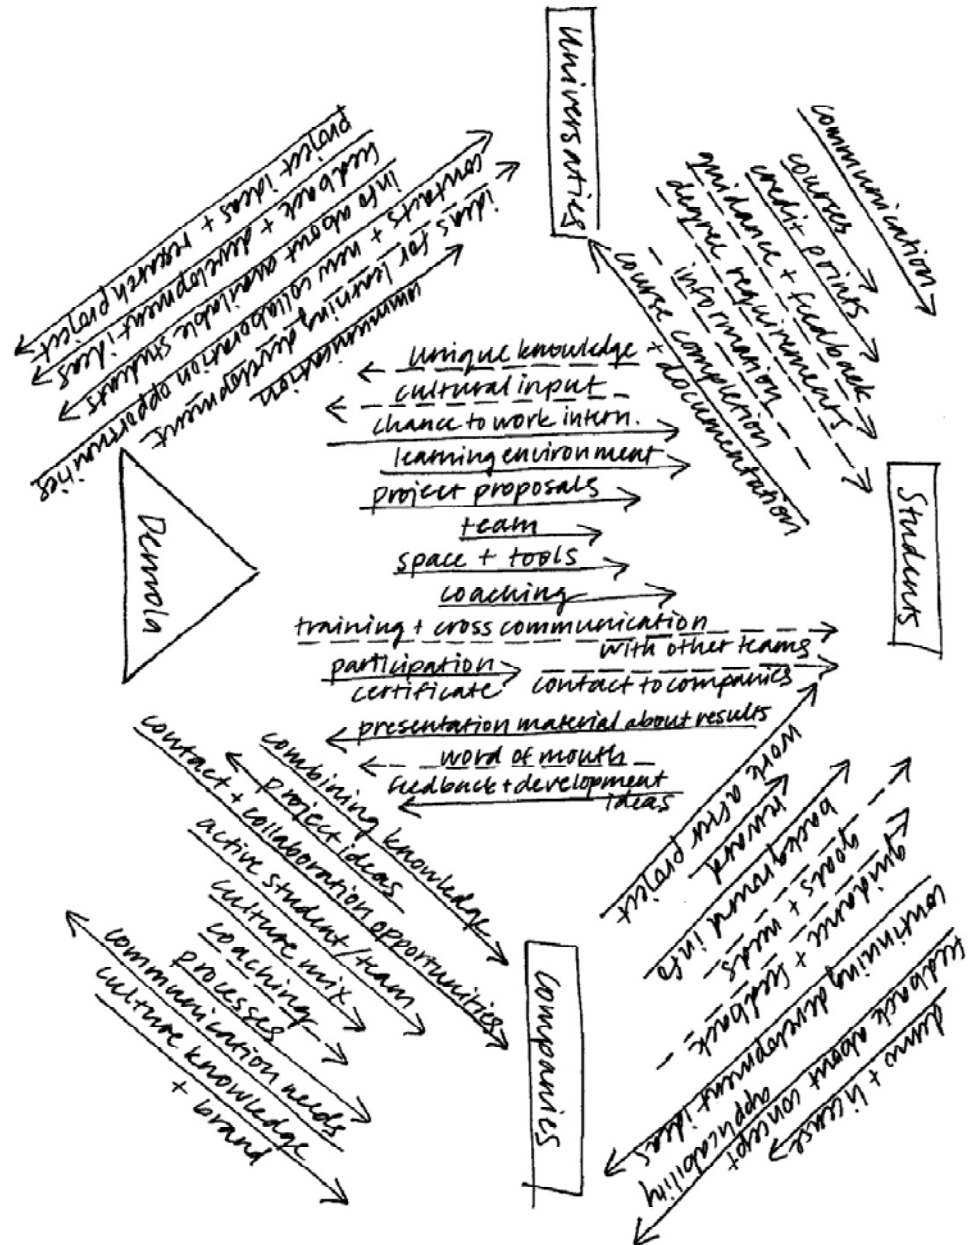 Universaties
communication
courses
credit points
guidance + feedback
degree requirements
information
course completion
+ documentation
project ideas + research project
feedback + development ideas
info about available students
contacts + new collaboration opportunities
ideas for learning development
communication
unique knowledge
cultural input
chance to work intern.
learning environment
project proposals
team
space + tools
coaching
training + cross communication
with other teams
participation
certificate
contact to companies
presentation material about results
word of mouth
feedback + development
ideas
Demola
Students
combining knowledge
project ideas
contact + collaboration opportunities
active student/team
culture mix
coaching
processes
communication needs
culture knowledge
+ brand
Companies
work after project
reward
background info
goals + needs
guidance + feedback
continuing development ideas
feedback about concept
applicability
demo + license